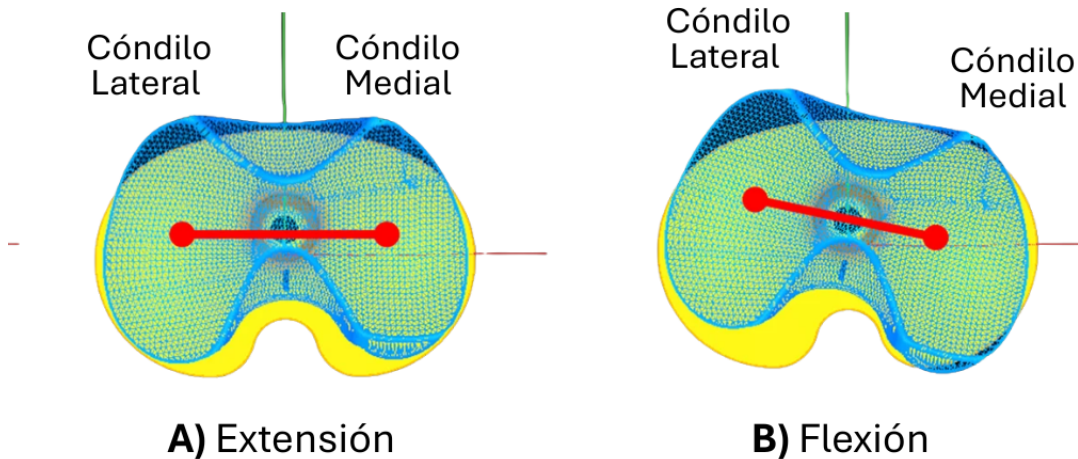 Cóndilo
Lateral
Cóndilo
Medial
Cóndilo
Lateral
Cóndilo
Medial
A) Extensión
B) Flexión